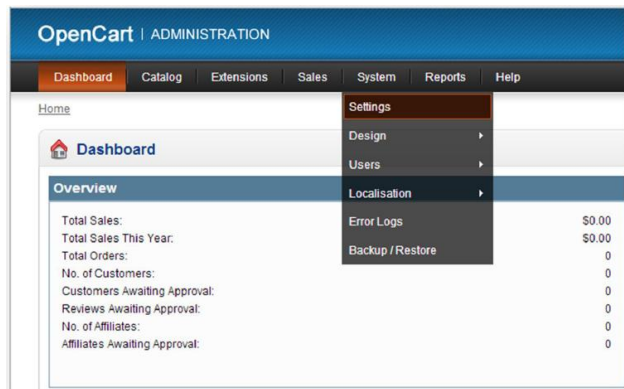 OpenCart | ADMINISTRATION
Dashboard Catalog Extensions Sales System Reports Help
Home
Settings
Design
Users
Localisation
Error Logs
Backup / Restore
Dashboard
Overview
Total Sales: $0.00
Total Sales This Year: $0.00
Total Orders: 0
No. of Customers: 0
Customers Awaiting Approval: 0
Reviews Awaiting Approval: 0
No. of Affiliates: 0
Affiliates Awaiting Approval: 0